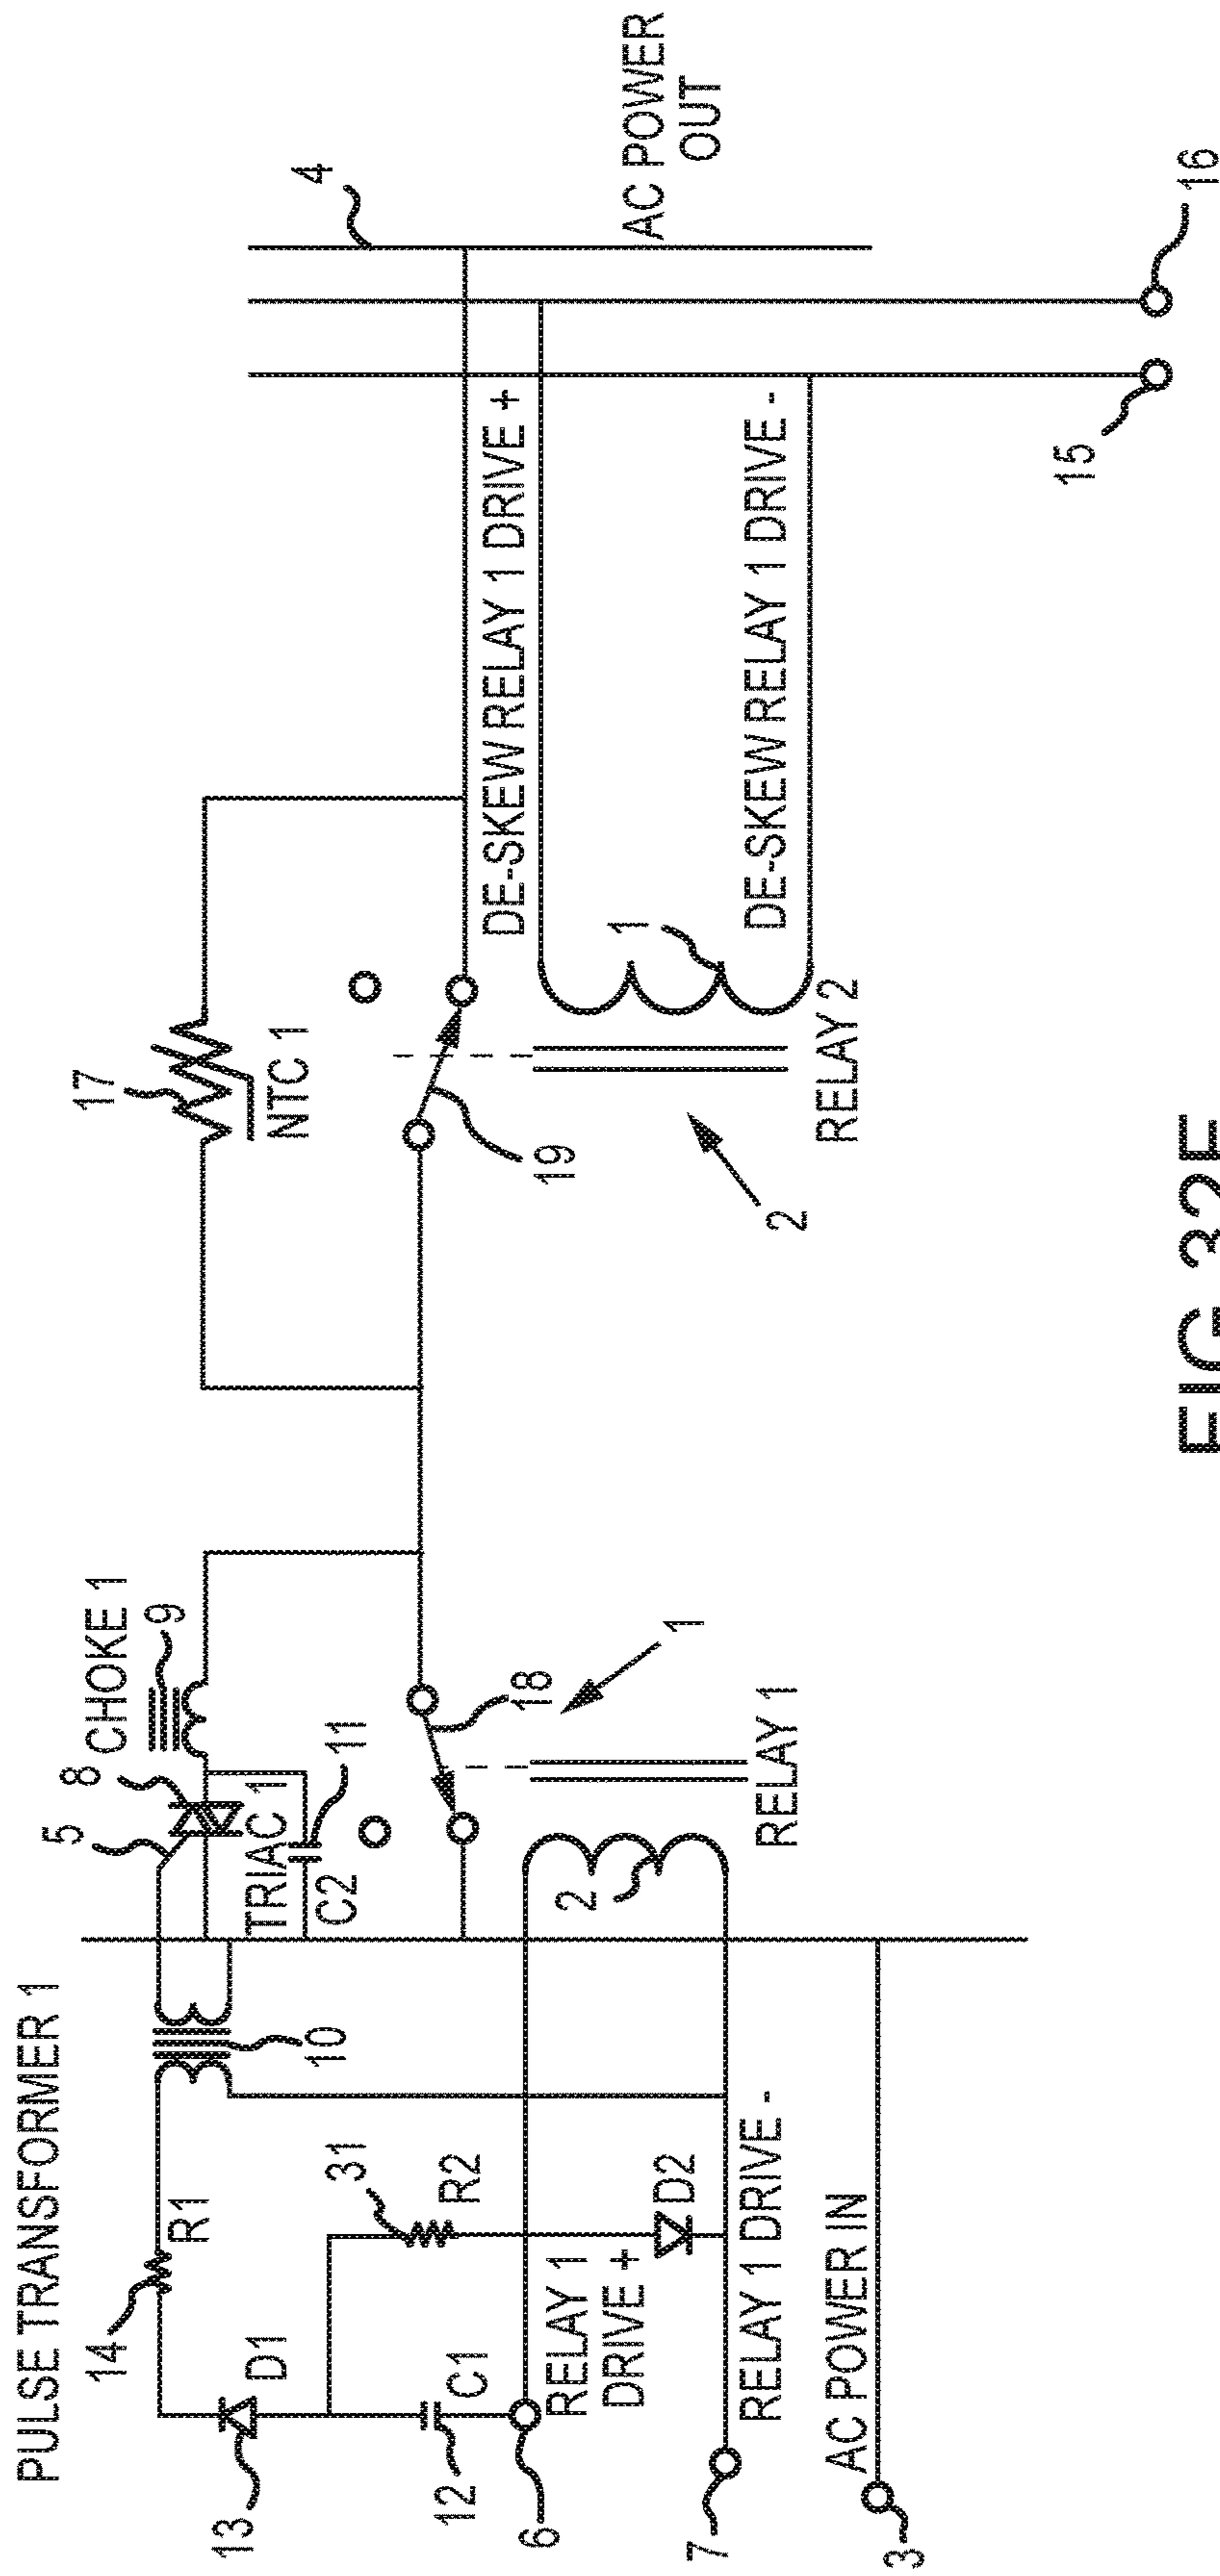 PULSE TRANSFORMER 1
14
R1
13
D1
10
31
R2
12
C1
6
RELAY 1
DRIVE +
D2
7
RELAY 1 DRIVE -
AC POWER IN
3
5
8
CHOKE 1
9
TRIAC 1
C2
11
18
1
2
RELAY 1
17
NTC 1
19
2
1
RELAY 2
DE-SKEW RELAY 1 DRIVE +
DE-SKEW RELAY 1 DRIVE -
4
AC POWER
OUT
15
16